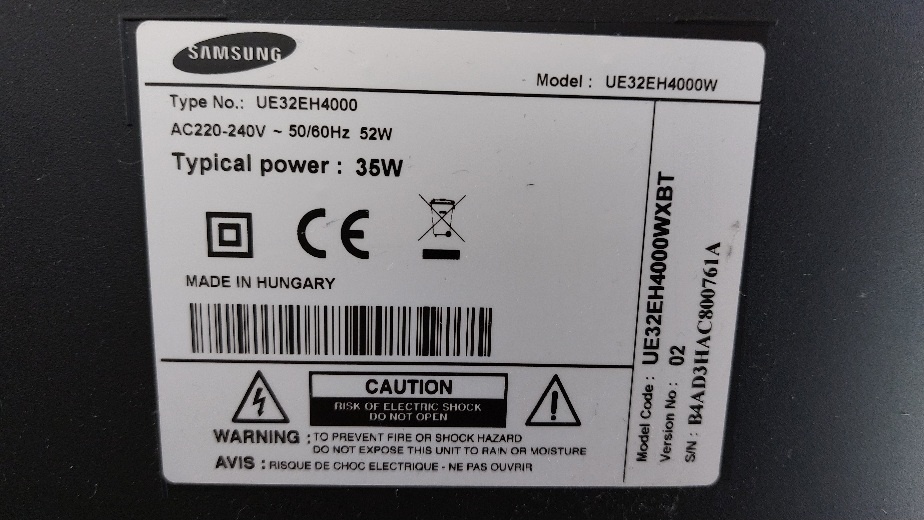 SAMSUNG
Model : UE32EH4000W
Type No.: UE32EH4000
AC220-240V ~ 50/60Hz 52W
Typical power : 35W
CE
MADE IN HUNGARY
CAUTION
RISK OF ELECTRIC SHOCK
DO NOT OPEN
WARNING : TO PREVENT FIRE OR SHOCK HAZARD
DO NOT EXPOSE THIS UNIT TO RAIN OR MOISTURE
AVIS : RISQUE DE CHOC ELECTRIQUE - NE PAS OUVRIR
Model Code : UE32EH4000WXBT
Version No : 02
S/N : B4AD3HAC800761A